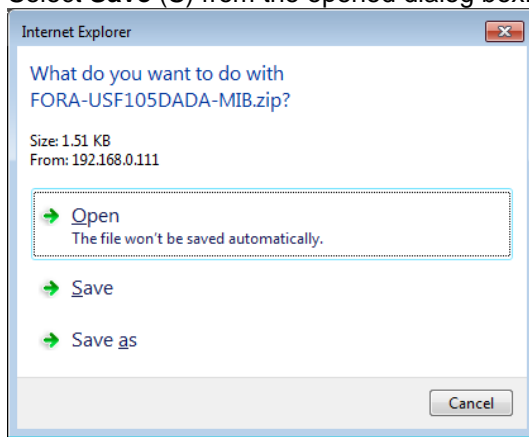 Select Save (S) from the opened dialog box.
Internet Explorer
What do you want to do with
FORA-USF105DADA-MIB.zip?
Size: 1.51 KB
From: 192.168.0.111
Open
The file won't be saved automatically.
Save
Save as
Cancel